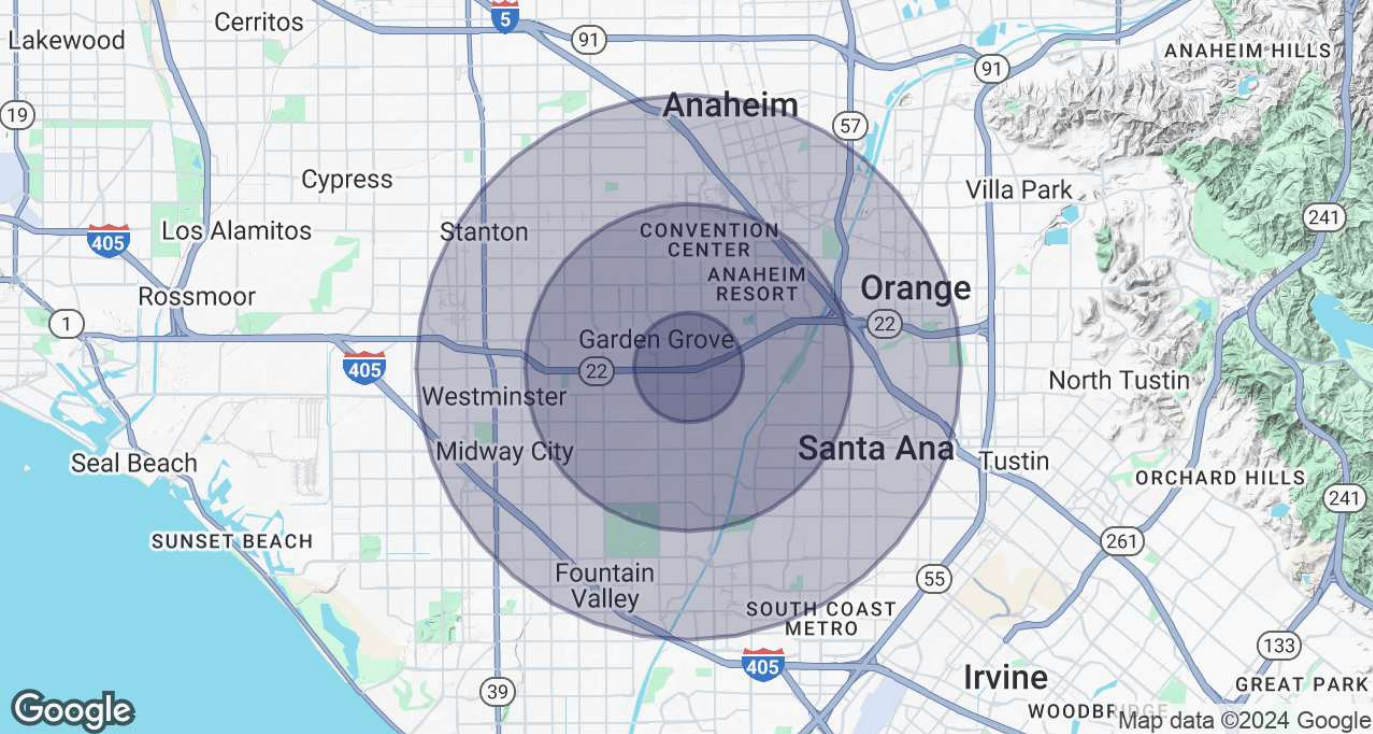 5
Cerritos
Lakewood
91
ANAHEIM HILLS
91
19
Anaheim
57
Cypress
Villa Park
241
Los Alamitos
Stanton
CONVENTION
CENTER
405
ANAHEIM
RESORT
Orange
Rossmoor
1
22
Garden Grove
405
22
North Tustin
Westminster
Midway City
Santa Ana
Tustin
Seal Beach
ORCHARD HILLS
241
SUNSET BEACH
261
Fountain
Valley
55
SOUTH COAST
METRO
133
405
Irvine
39
GREAT PARK
Google
WOODBRIDGE
Map data ©2024 Google